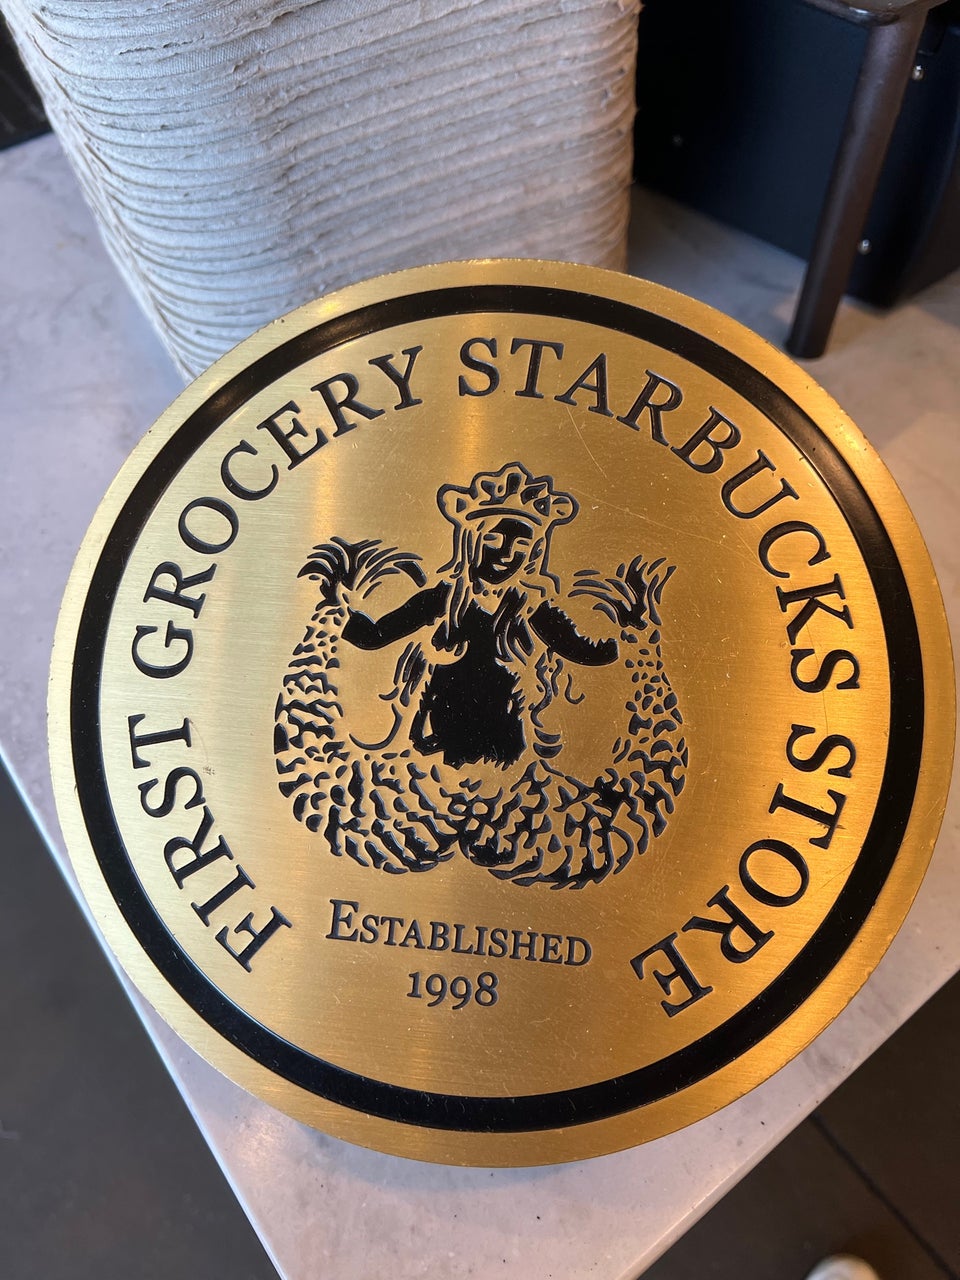 FIRST GROCERY STARBUCKS STORE
ESTABLISHED
1998